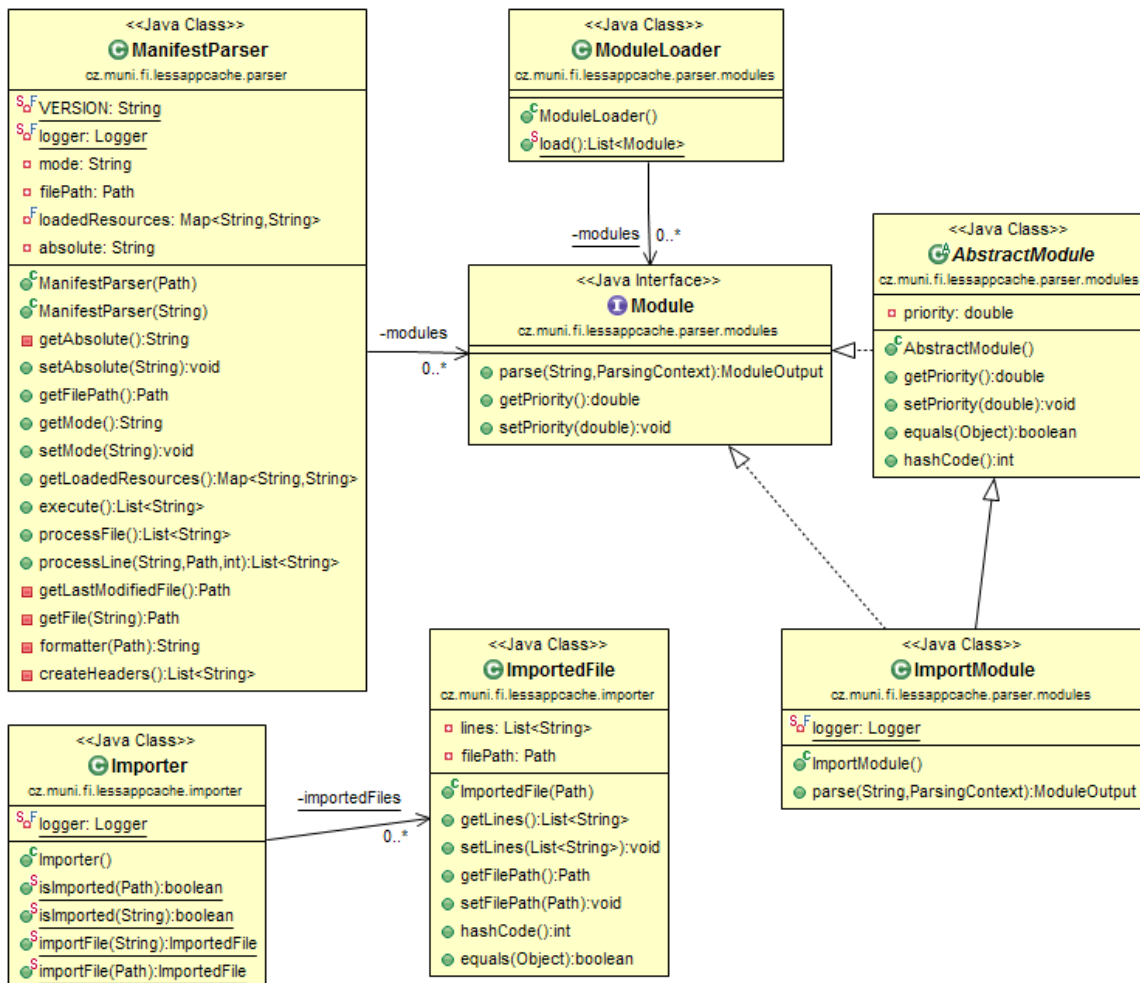 <<Java Class>>
ManifestParser
cz.muni.fi.lessappcache.parser
VERSION: String
logger: Logger
mode: String
filePath: Path
loadedResources: Map<String,String>
absolute: String
ManifestParser(Path)
ManifestParser(String)
getAbsolute():String
setAbsolute(String):void
getFilePath():Path
getMode():String
setMode(String):void
getLoadedResources():Map<String,String>
execute():List<String>
processFile():List<String>
processLine(String,Path,int):List<String>
getLastModifiedFile():Path
getFile(String):Path
formatter(Path):String
createHeaders():List<String>
<<Java Class>>
ModuleLoader
cz.muni.fi.lessappcache.parser.modules
ModuleLoader()
load():List<Module>
-modules
0..*
-modules
0..*
<<Java Interface>>
Module
cz.muni.fi.lessappcache.parser.modules
parse(String,ParsingContext):ModuleOutput
getPriority():double
setPriority(double):void
<<Java Class>>
AbstractModule
cz.muni.fi.lessappcache.parser.modules
priority: double
AbstractModule()
getPriority():double
setPriority(double):void
equals(Object):boolean
hashCode():int
<<Java Class>>
Importer
cz.muni.fi.lessappcache.importer
logger: Logger
Importer()
isImported(Path):boolean
isImported(String):boolean
importFile(String):ImportedFile
importFile(Path):ImportedFile
-importedFiles
0..*
<<Java Class>>
ImportedFile
cz.muni.fi.lessappcache.importer
lines: List<String>
filePath: Path
ImportedFile(Path)
getLines():List<String>
setLines(List<String>):void
getFilePath():Path
setFilePath(Path):void
hashCode():int
equals(Object):boolean
<<Java Class>>
ImportModule
cz.muni.fi.lessappcache.parser.modules
logger: Logger
ImportModule()
parse(String,ParsingContext):ModuleOutput